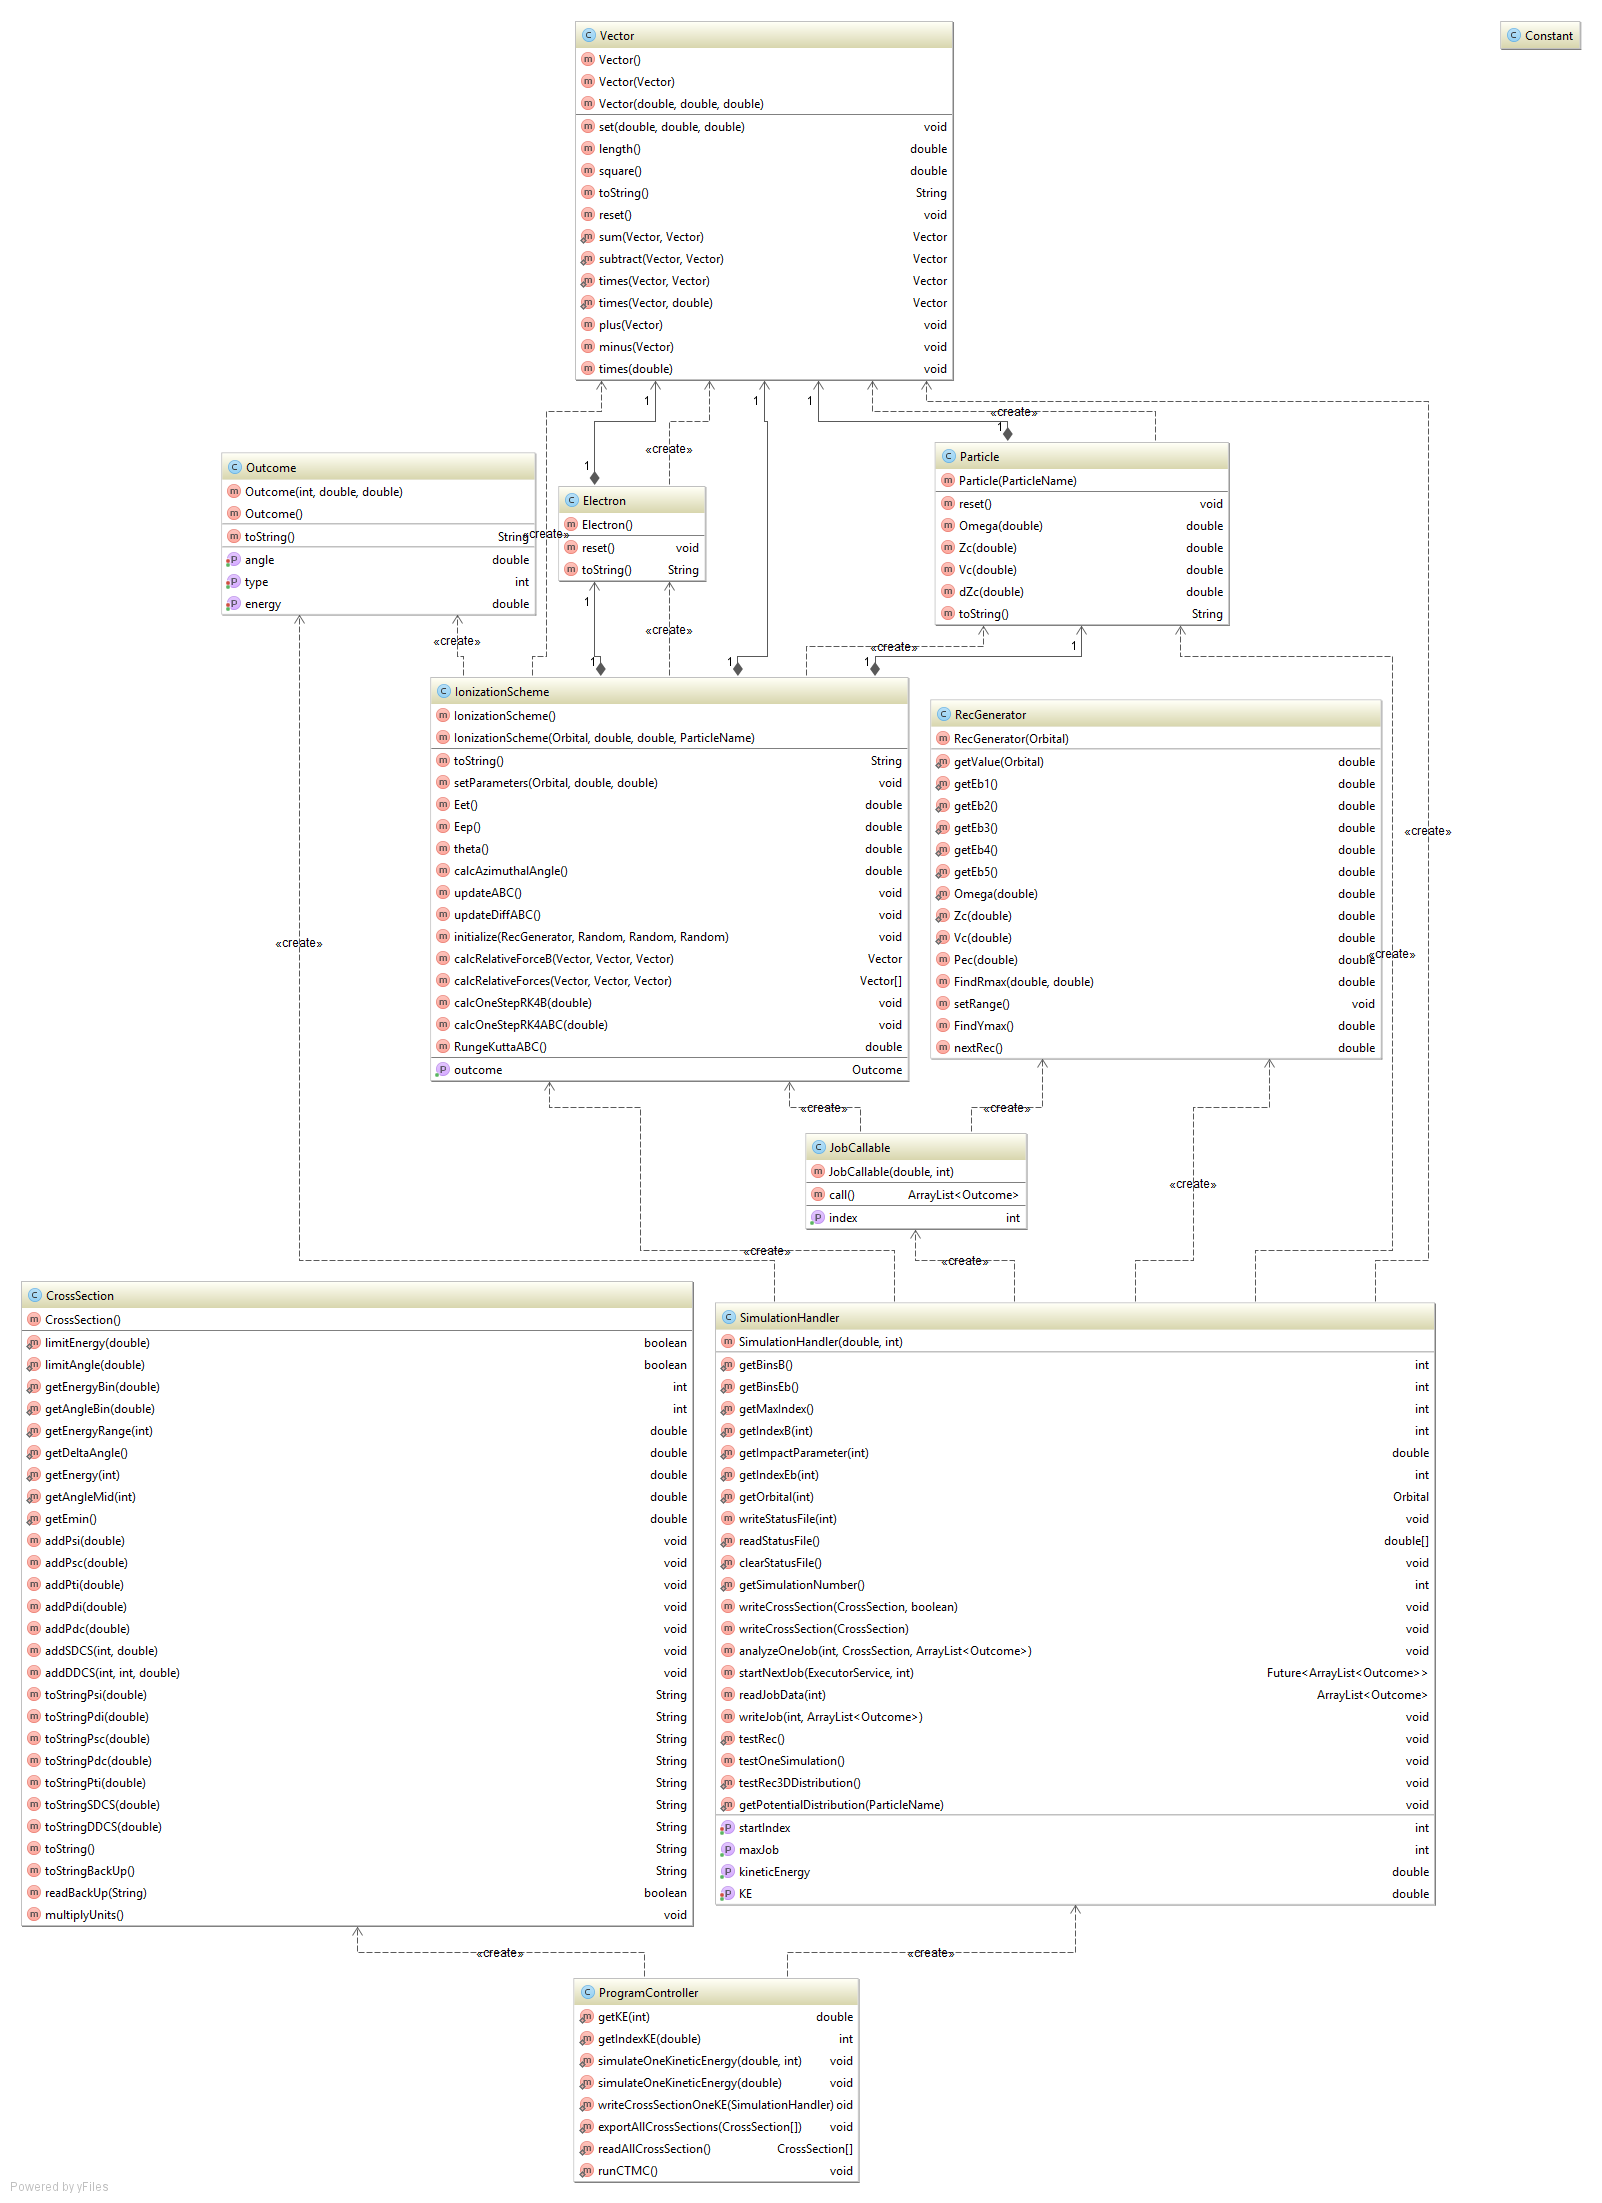 Vector
Vector()
Vector(Vector)
Vector(double, double, double)
set(double, double, double) void
length() double
square() double
toString() String
reset() void
sum(Vector, Vector) Vector
subtract(Vector, Vector) Vector
times(Vector, Vector) Vector
times(Vector, double) Vector
plus(Vector) void
minus(Vector) void
times(double) void
Constant
1 1 1
«create»
1
«create»
1
Outcome
Outcome(int, double, double)
Outcome()
toString() String
angle double
type int
energy double
«create»
Electron
Electron()
reset() void
toString() String
Particle
Particle(ParticleName)
reset() void
Omega(double) double
Zc(double) double
Vc(double) double
dZc(double) double
toString() String
1
«create»
«create»
«create»
1
1 1 1
IonizationScheme
IonizationScheme()
IonizationScheme(Orbital, double, double, ParticleName)
toString() String
setParameters(Orbital, double, double) void
Eet() double
Eep() double
theta() double
calcAzimuthalAngle() double
updateABC() void
updateDiffABC() void
initialize(RecGenerator, Random, Random, Random) void
calcRelativeForceB(Vector, Vector, Vector) Vector
calcRelativeForces(Vector, Vector, Vector) Vector[]
calcOneStepRK4B(double) void
calcOneStepRK4ABC(double) void
RungeKuttaABC() double
outcome Outcome
RecGenerator
RecGenerator(Orbital)
getValue(Orbital) double
getEb1() double
getEb2() double
getEb3() double
getEb4() double
getEb5() double
Omega(double) double
Zc(double) double
Vc(double) double
Pec(double) double
FindRmax(double, double) double
setRange() void
FindYmax() double
nextRec() double
«create»
«create»
«create»
«create»
«create»
JobCallable
JobCallable(double, int)
call() ArrayList<Outcome>
index int
«create»
«create»
«create»
CrossSection
CrossSection()
limitEnergy(double) boolean
limitAngle(double) boolean
getEnergyBin(double) int
getAngleBin(double) int
getEnergyRange(int) double
getDeltaAngle() double
getEnergy(int) double
getAngleMid(int) double
getEmin() double
addPsi(double) void
addPsc(double) void
addPti(double) void
addPdi(double) void
addPdc(double) void
addSDCS(int, double) void
addDDCS(int, int, double) void
toStringPsi(double) String
toStringPdi(double) String
toStringPsc(double) String
toStringPdc(double) String
toStringPti(double) String
toStringSDCS(double) String
toStringDDCS(double) String
toString() String
toStringBackUp() String
readBackUp(String) boolean
multiplyUnits() void
SimulationHandler
SimulationHandler(double, int)
getBinsB() int
getBinsEb() int
getMaxIndex() int
getIndexB(int) int
getImpactParameter(int) double
getIndexEb(int) int
getOrbital(int) Orbital
writeStatusFile(int) void
readStatusFile() double[]
clearStatusFile() void
getSimulationNumber() int
writeCrossSection(CrossSection, boolean) void
writeCrossSection(CrossSection) void
analyzeOneJob(int, CrossSection, ArrayList<Outcome>) void
startNextJob(ExecutorService, int) Future<ArrayList<Outcome>>
readJobData(int) ArrayList<Outcome>
writeJob(int, ArrayList<Outcome>) void
testRec() void
testOneSimulation() void
testRec3DDistribution() void
getPotentialDistribution(ParticleName) void
startIndex int
maxJob int
kineticEnergy double
KE double
«create»
«create»
ProgramController
getKE(int) double
getIndexKE(double) int
simulateOneKineticEnergy(double, int) void
simulateOneKineticEnergy(double) void
writeCrossSectionOneKE(SimulationHandler) oid
exportAllCrossSections(CrossSection[]) void
readAllCrossSection() CrossSection[]
runCTMC() void
Powered by yFiles